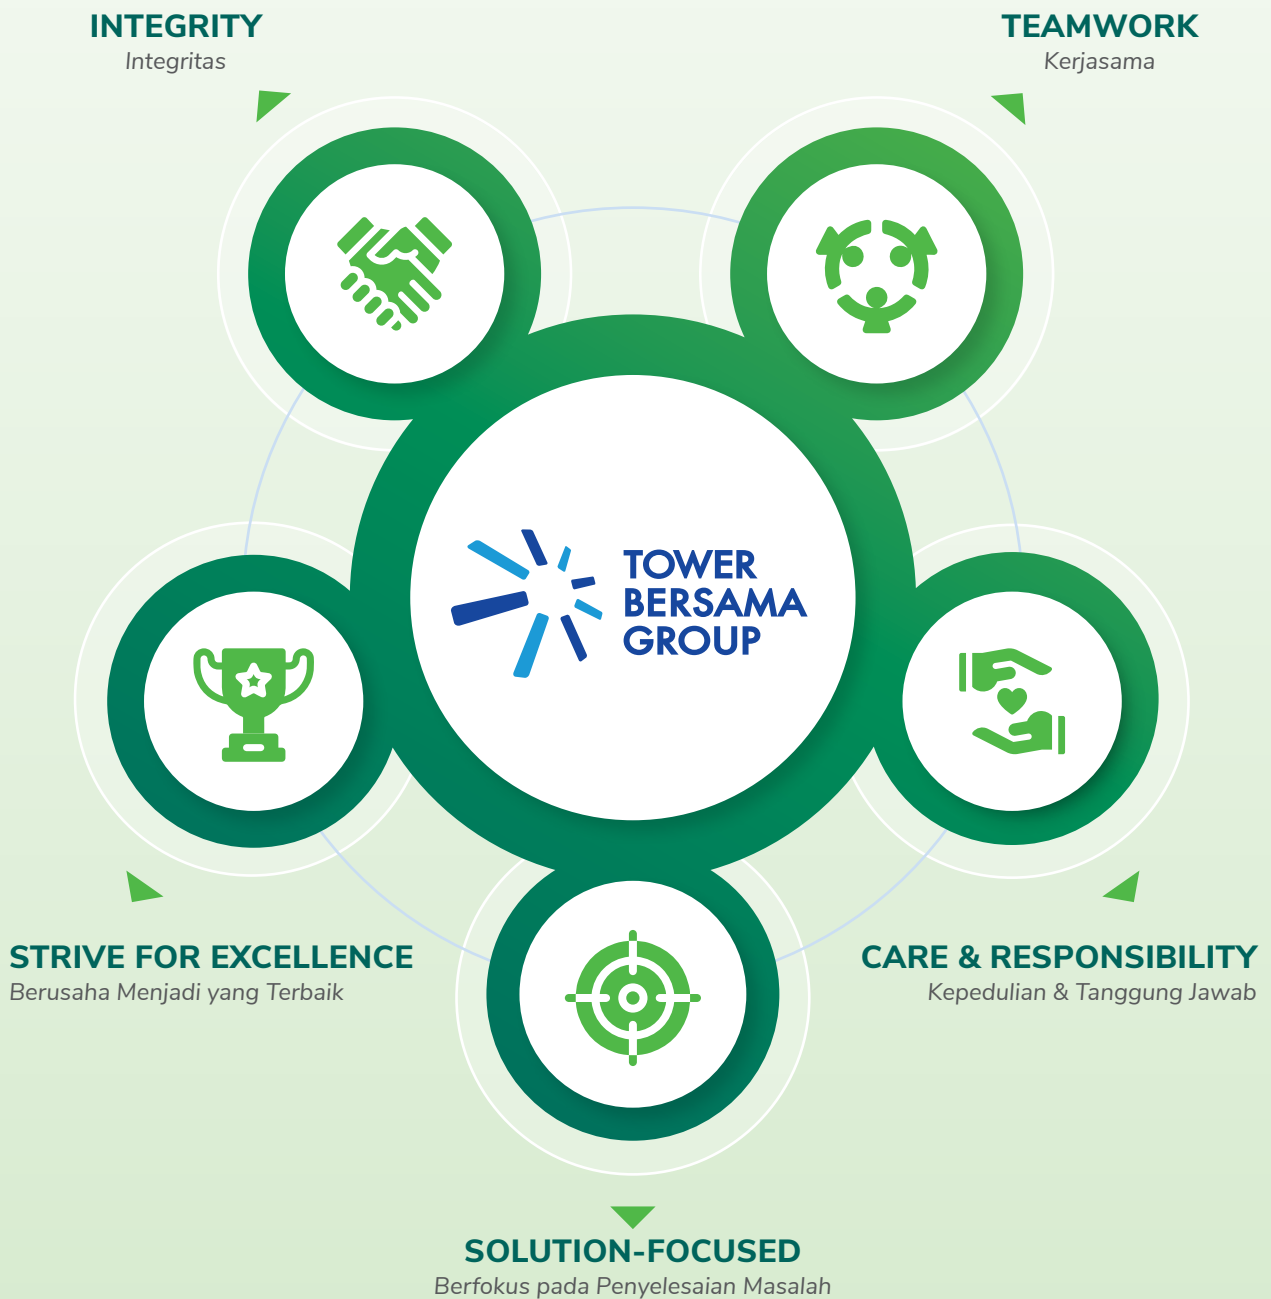 INTEGRITY
Integritas
TEAMWORK
Kerjasama
TOWER
BERSAMA
GROUP
STRIVE FOR EXCELLENCE
Berusaha Menjadi yang Terbaik
CARE & RESPONSIBILITY
Kepedulian & Tanggung Jawab
SOLUTION-FOCUSED
Berfokus pada Penyelesaian Masalah